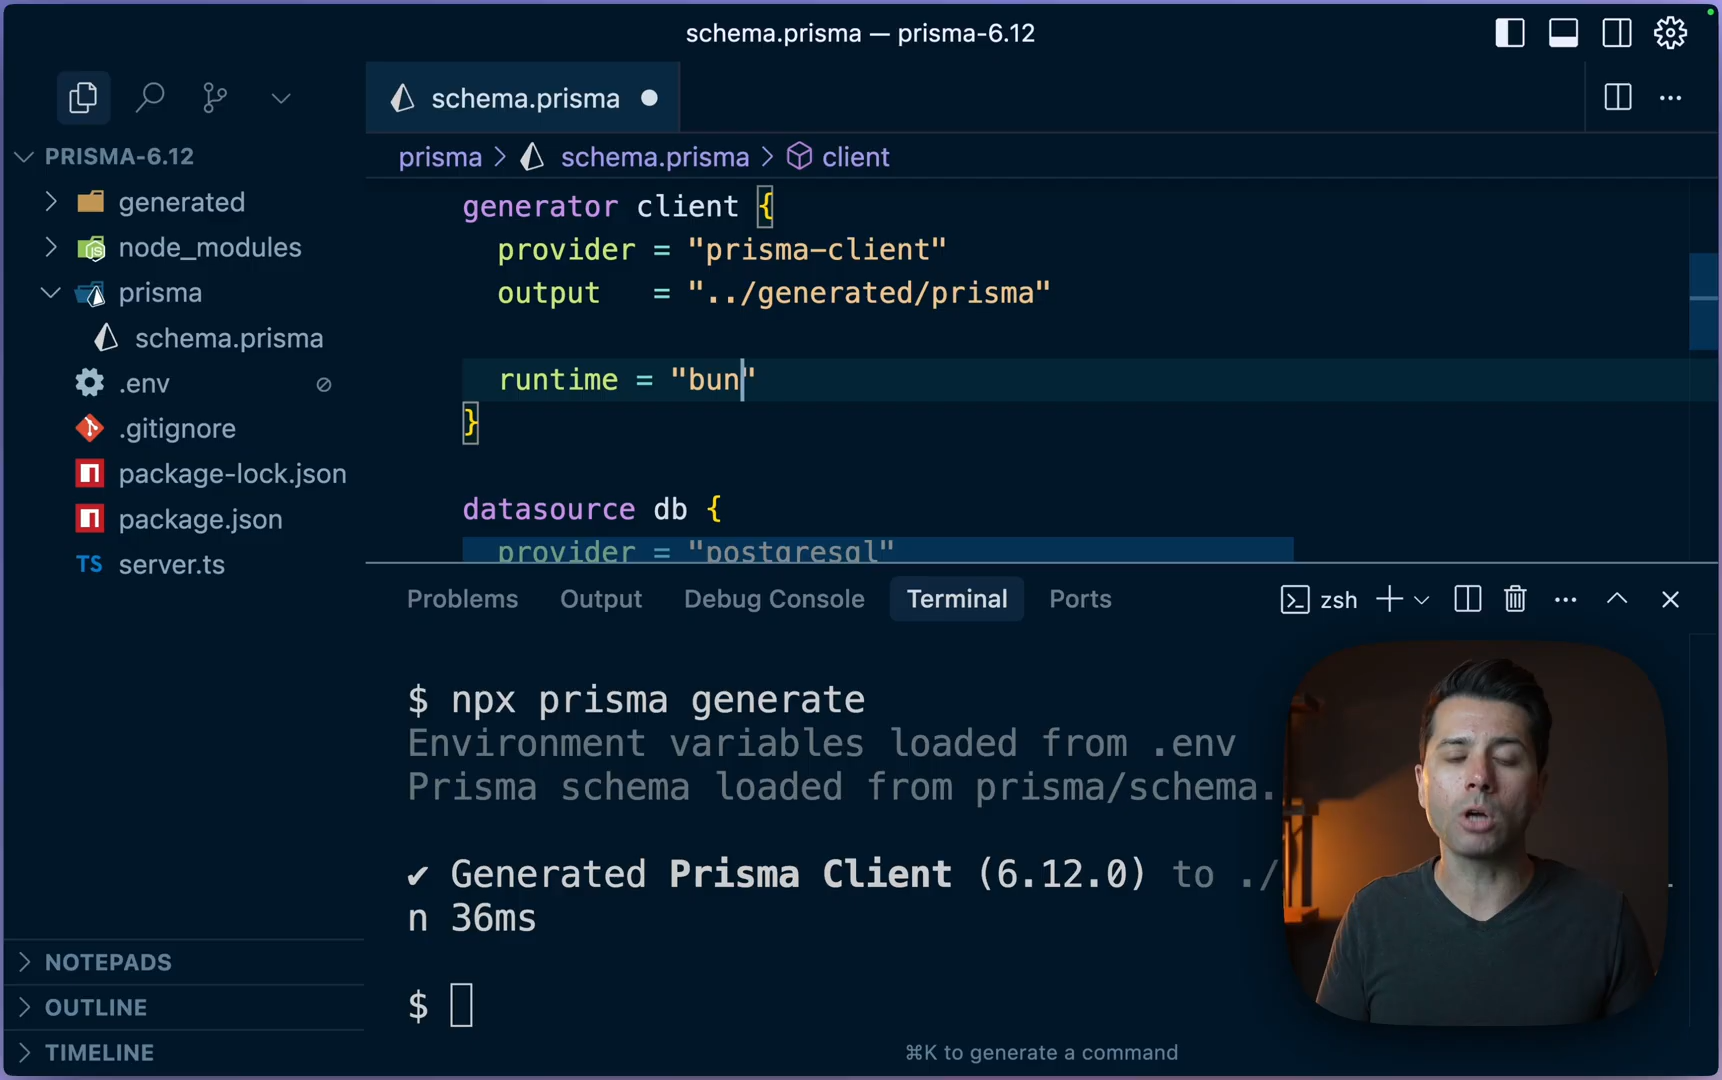 schema.prisma — prisma-6.12
schema.prisma
PRISMA-6.12
generated
node_modules
prisma
schema.prisma
.env
.gitignore
package-lock.json
package.json
TS server.ts
NOTEPADS
OUTLINE
TIMELINE
prisma > schema.prisma > client
generator client {
provider = "prisma-client"
output = "../generated/prisma"
runtime = "bun"
}
datasource db {
provider = "postgresql"
Problems Output Debug Console Terminal Ports
zsh
$ npx prisma generate
Environment variables loaded from .env
Prisma schema loaded from prisma/schema.
✔ Generated Prisma Client (6.12.0) to ./
n 36ms
$
⌘K to generate a command